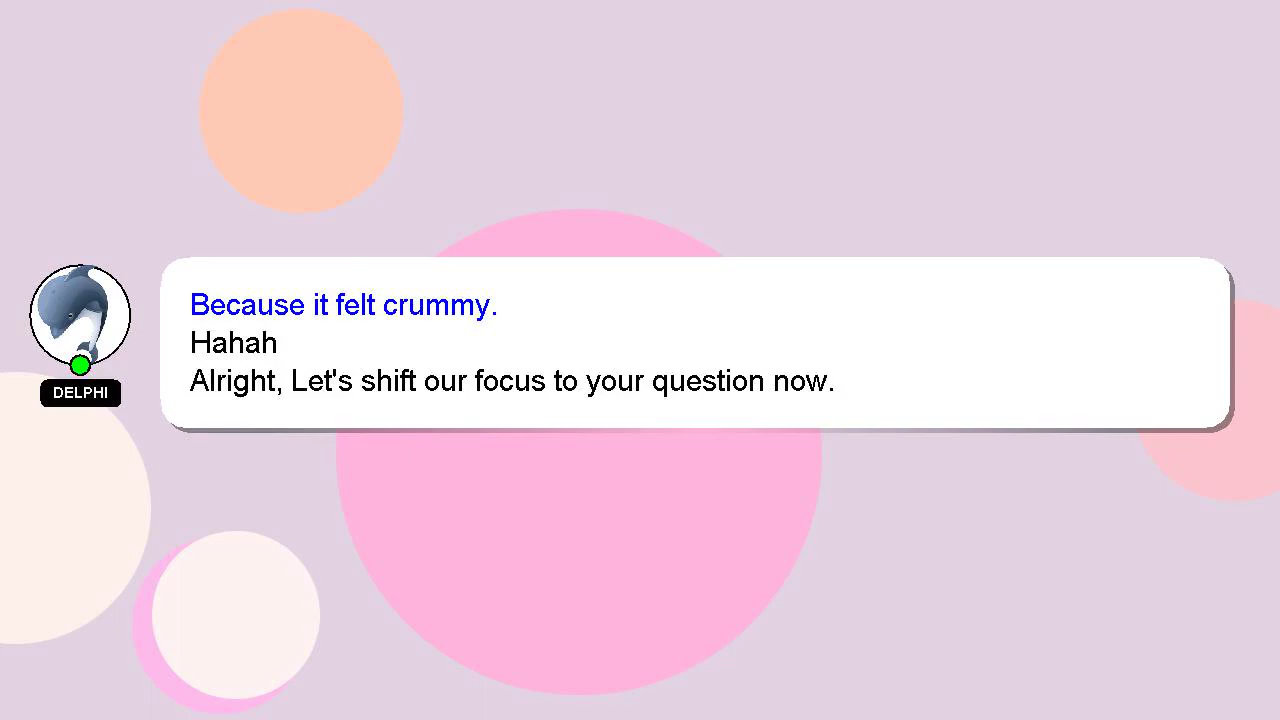 Because it felt crummy.
Hahah
Alright, Let's shift our focus to your question now.
DELPHI